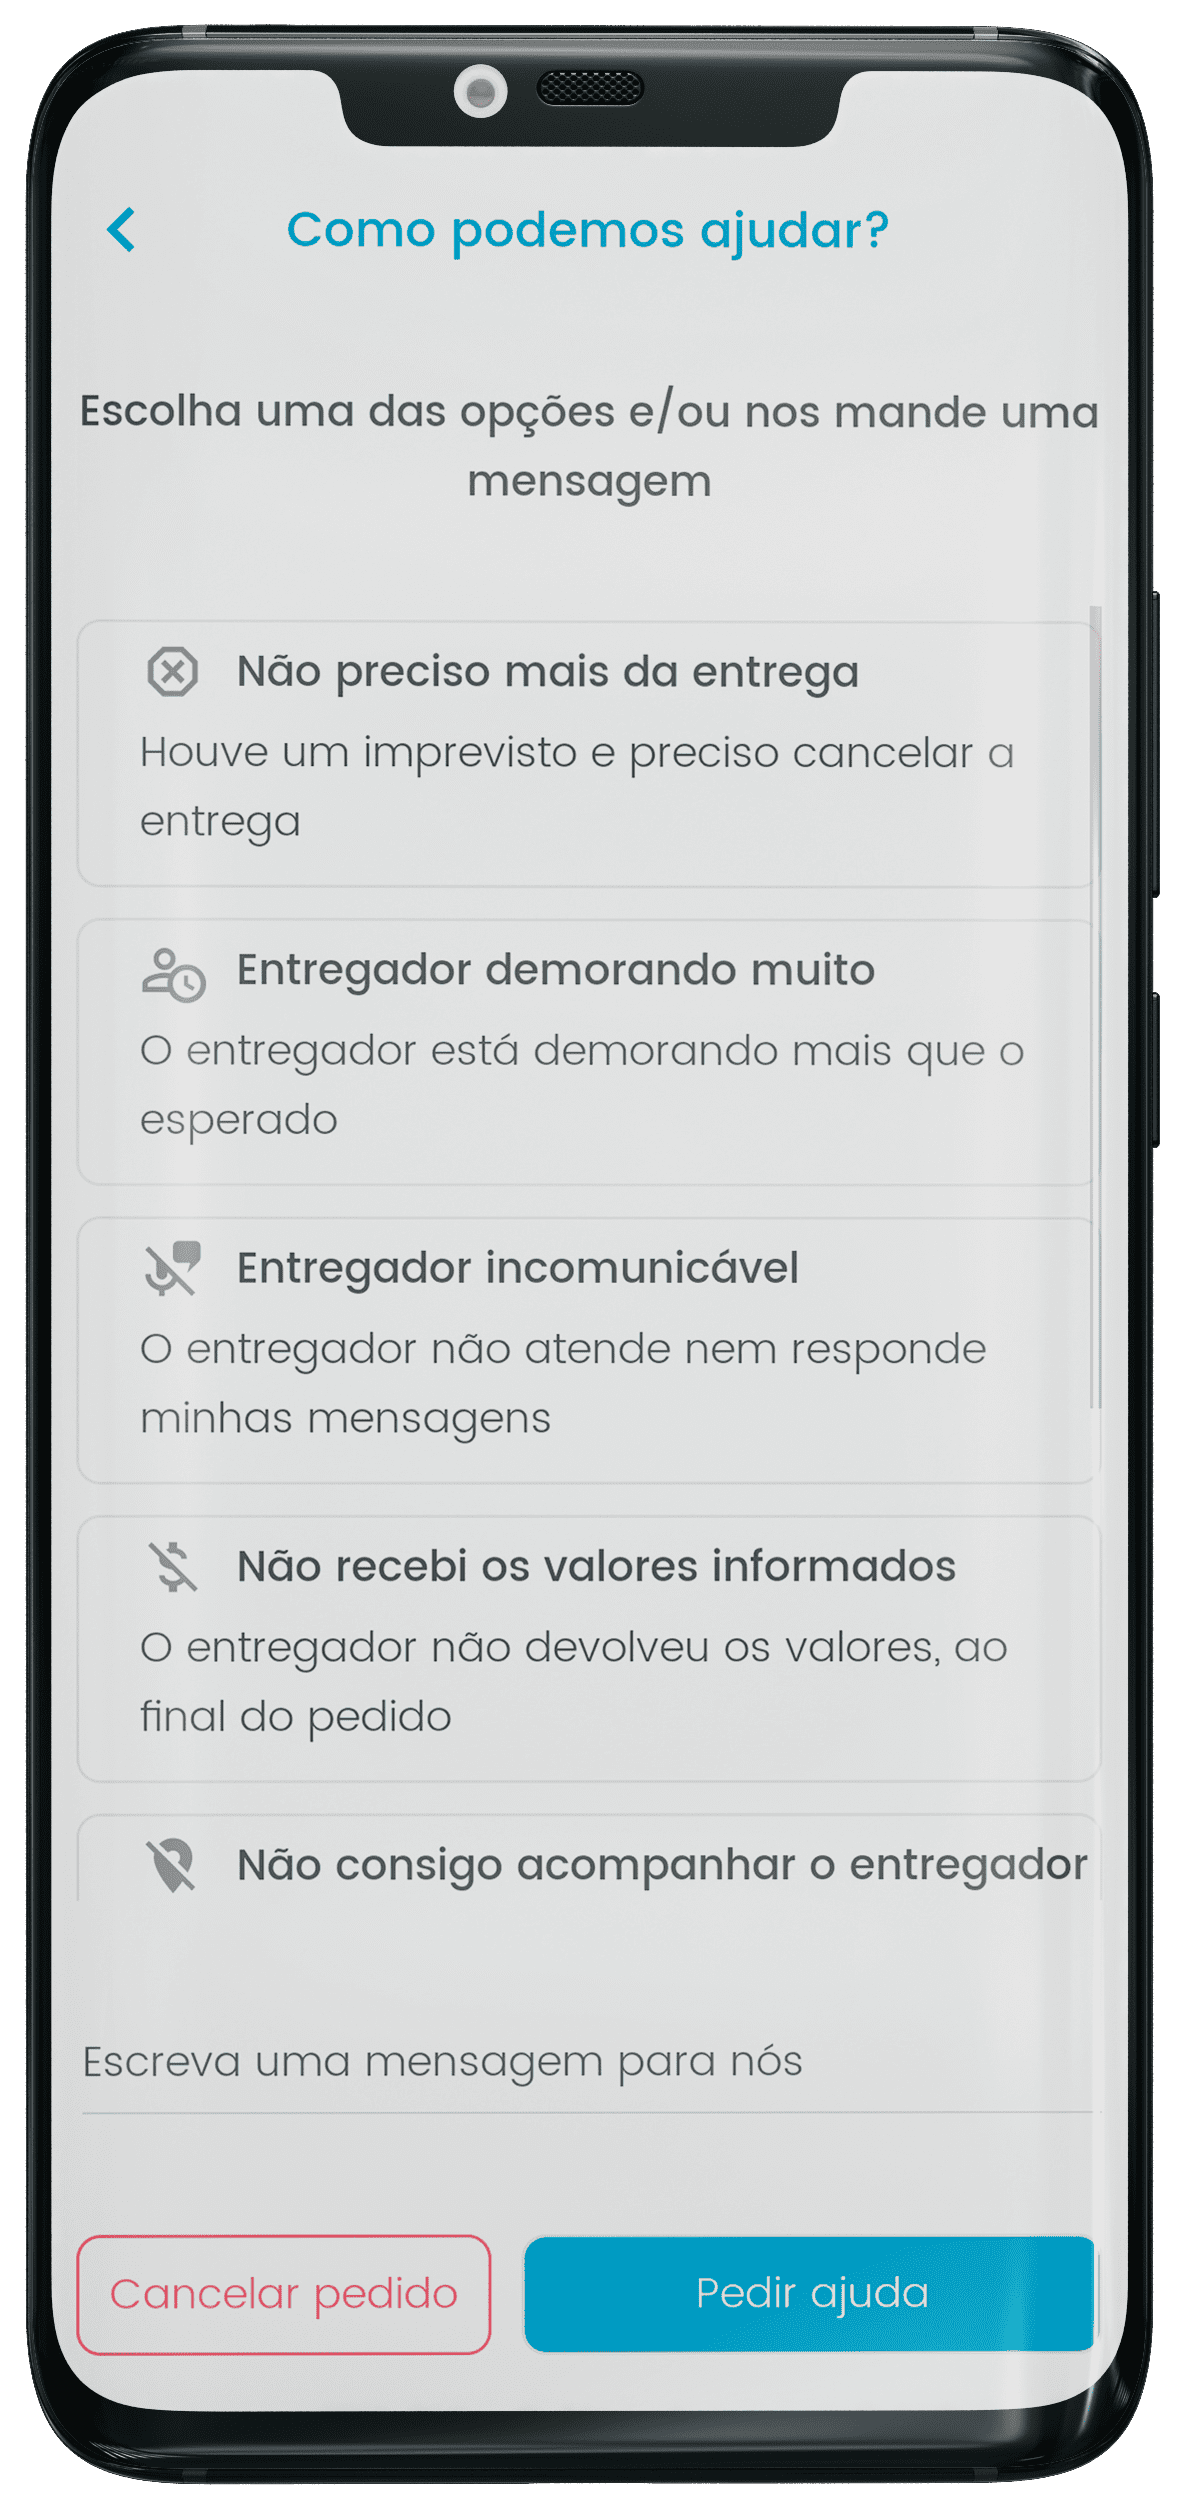 Como podemos ajudar?
Escolha uma das opções e/ou nos mande uma
mensagem
Não preciso mais da entrega
Houve um imprevisto e preciso cancelar a
entrega
Entregador demorando muito
O entregador está demorando mais que o
esperado
Entregador incomunicável
O entregador não atende nem responde
minhas mensagens
Não recebi os valores informados
O entregador não devolveu os valores, ao
final do pedido
Não consigo acompanhar o entregador
Escreva uma mensagem para nós
Cancelar pedido
Pedir ajuda